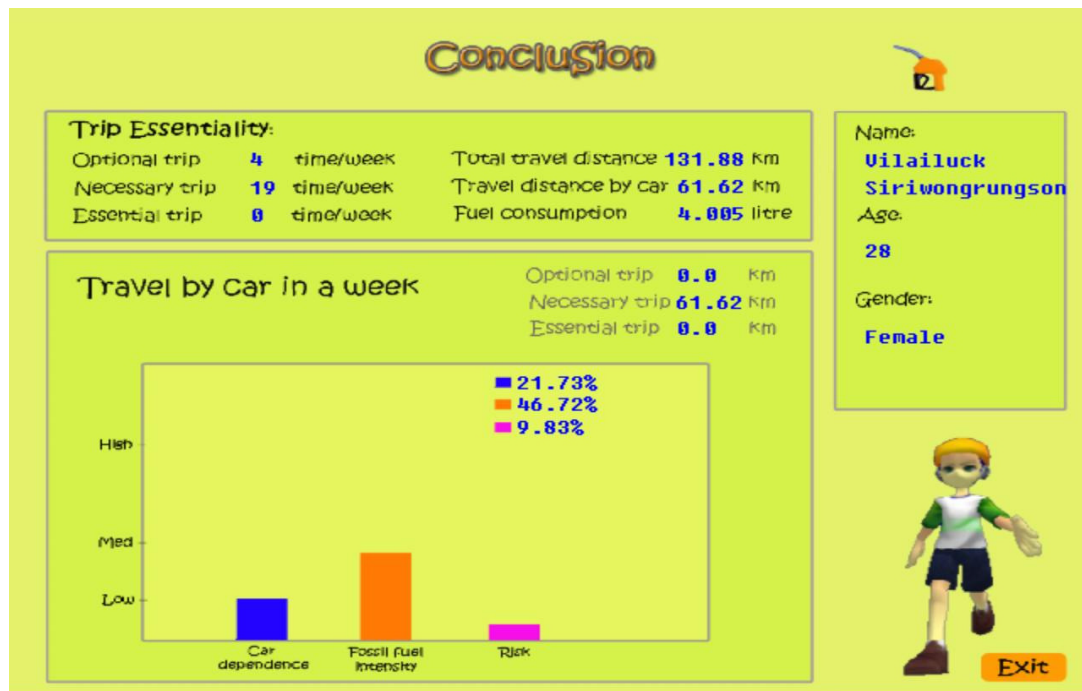 Conclusion
Trip Essentiality:
Optional trip 4 time/week
Necessary trip 19 time/week
Essential trip 0 time/week
Total travel distance 131.88 km
Travel distance by car 61.62 km
Fuel consumption 4.005 litre
Name:
Vilailuck
Siriwongrungson
Age:
28
Gender:
Female
Travel by car in a week
Optional trip 0.0 km
Necessary trip 61.62 km
Essential trip 0.0 km
21.73%
46.72%
9.83%
High
Med
Low
Car
dependence
Fossil fuel
intensity
Risk
Exit